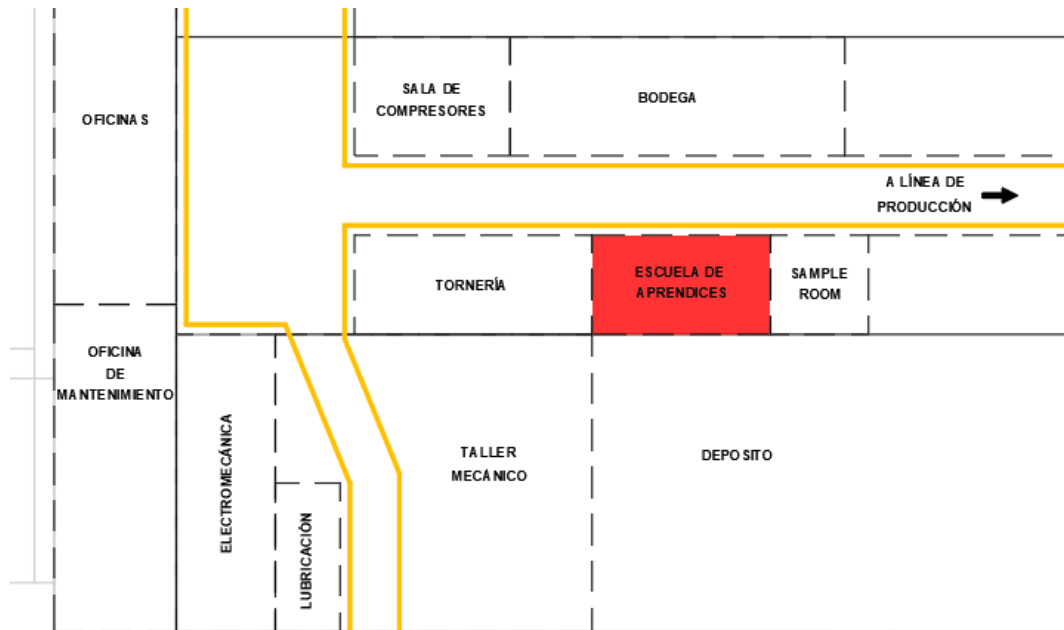 OFICINAS
SALA DE
COMPRESORES
BODEGA
A LÍNEA DE
PRODUCCIÓN
TORNERÍA
ESCUELA DE
APRENDICES
SAMPLE
ROOM
OFICINA
DE
MANTENIMIENTO
ELECTROMECÁNICA
LUBRICACIÓN
TALLER
MECÁNICO
DEPOSITO